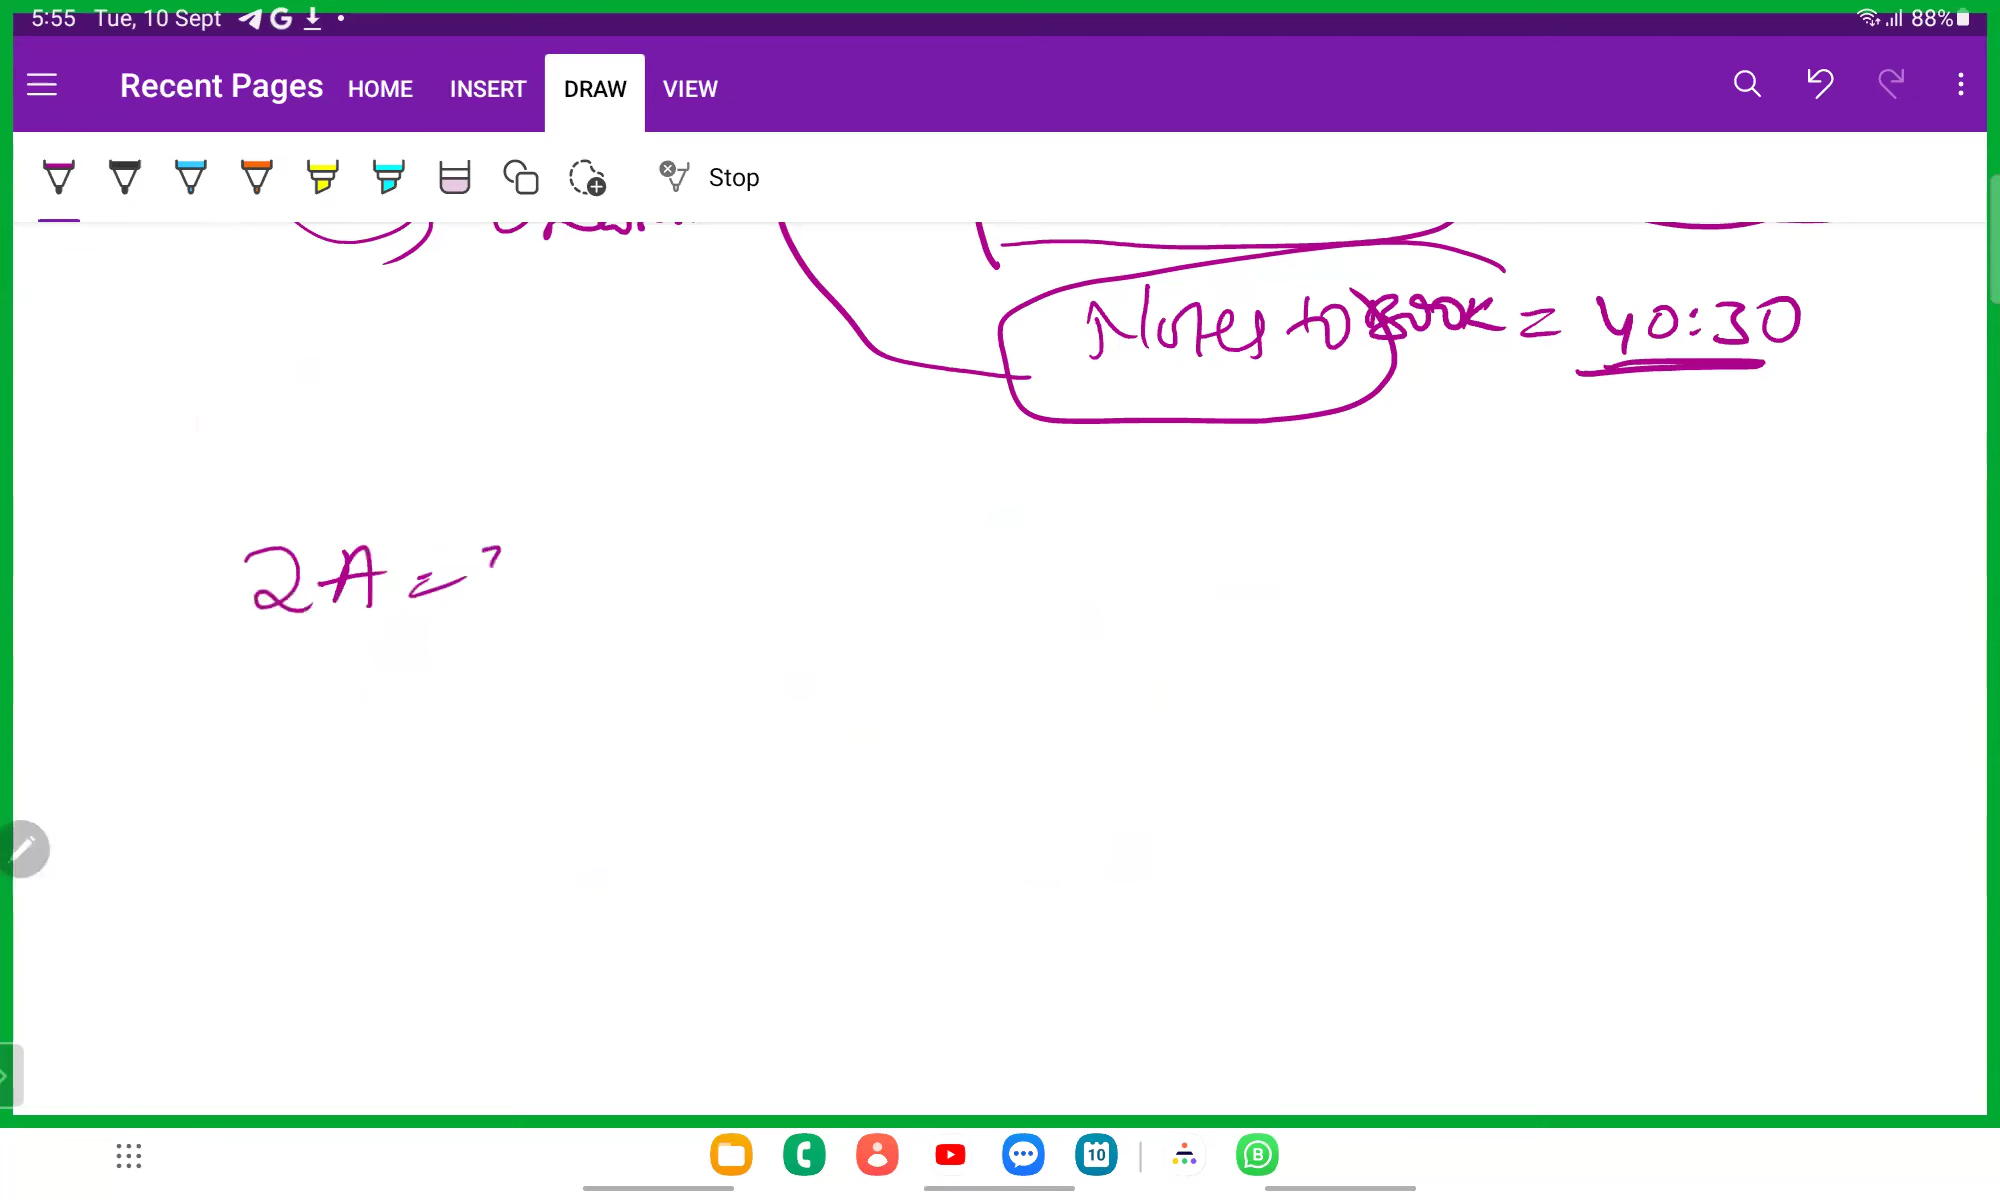 5:55 Tue, 10 Sept 88%
Recent Pages HOME INSERT DRAW VIEW
Stop
Notes to book = 40:30
2A = ?
10